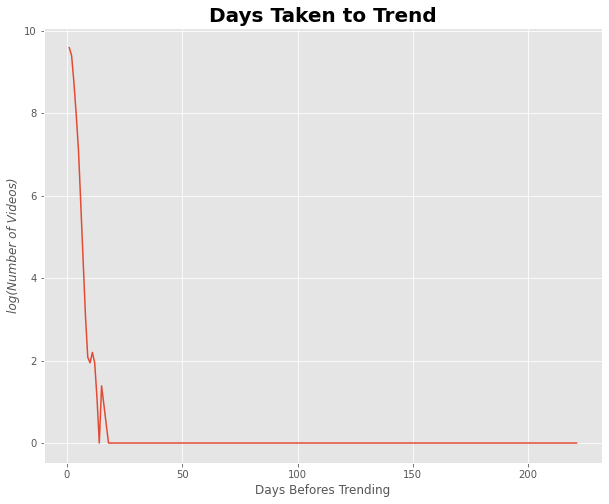 Days Taken to Trend
10
8
6
4
2
0
log(Number of Videos)
0 50 100 150 200
Days Befores Trending